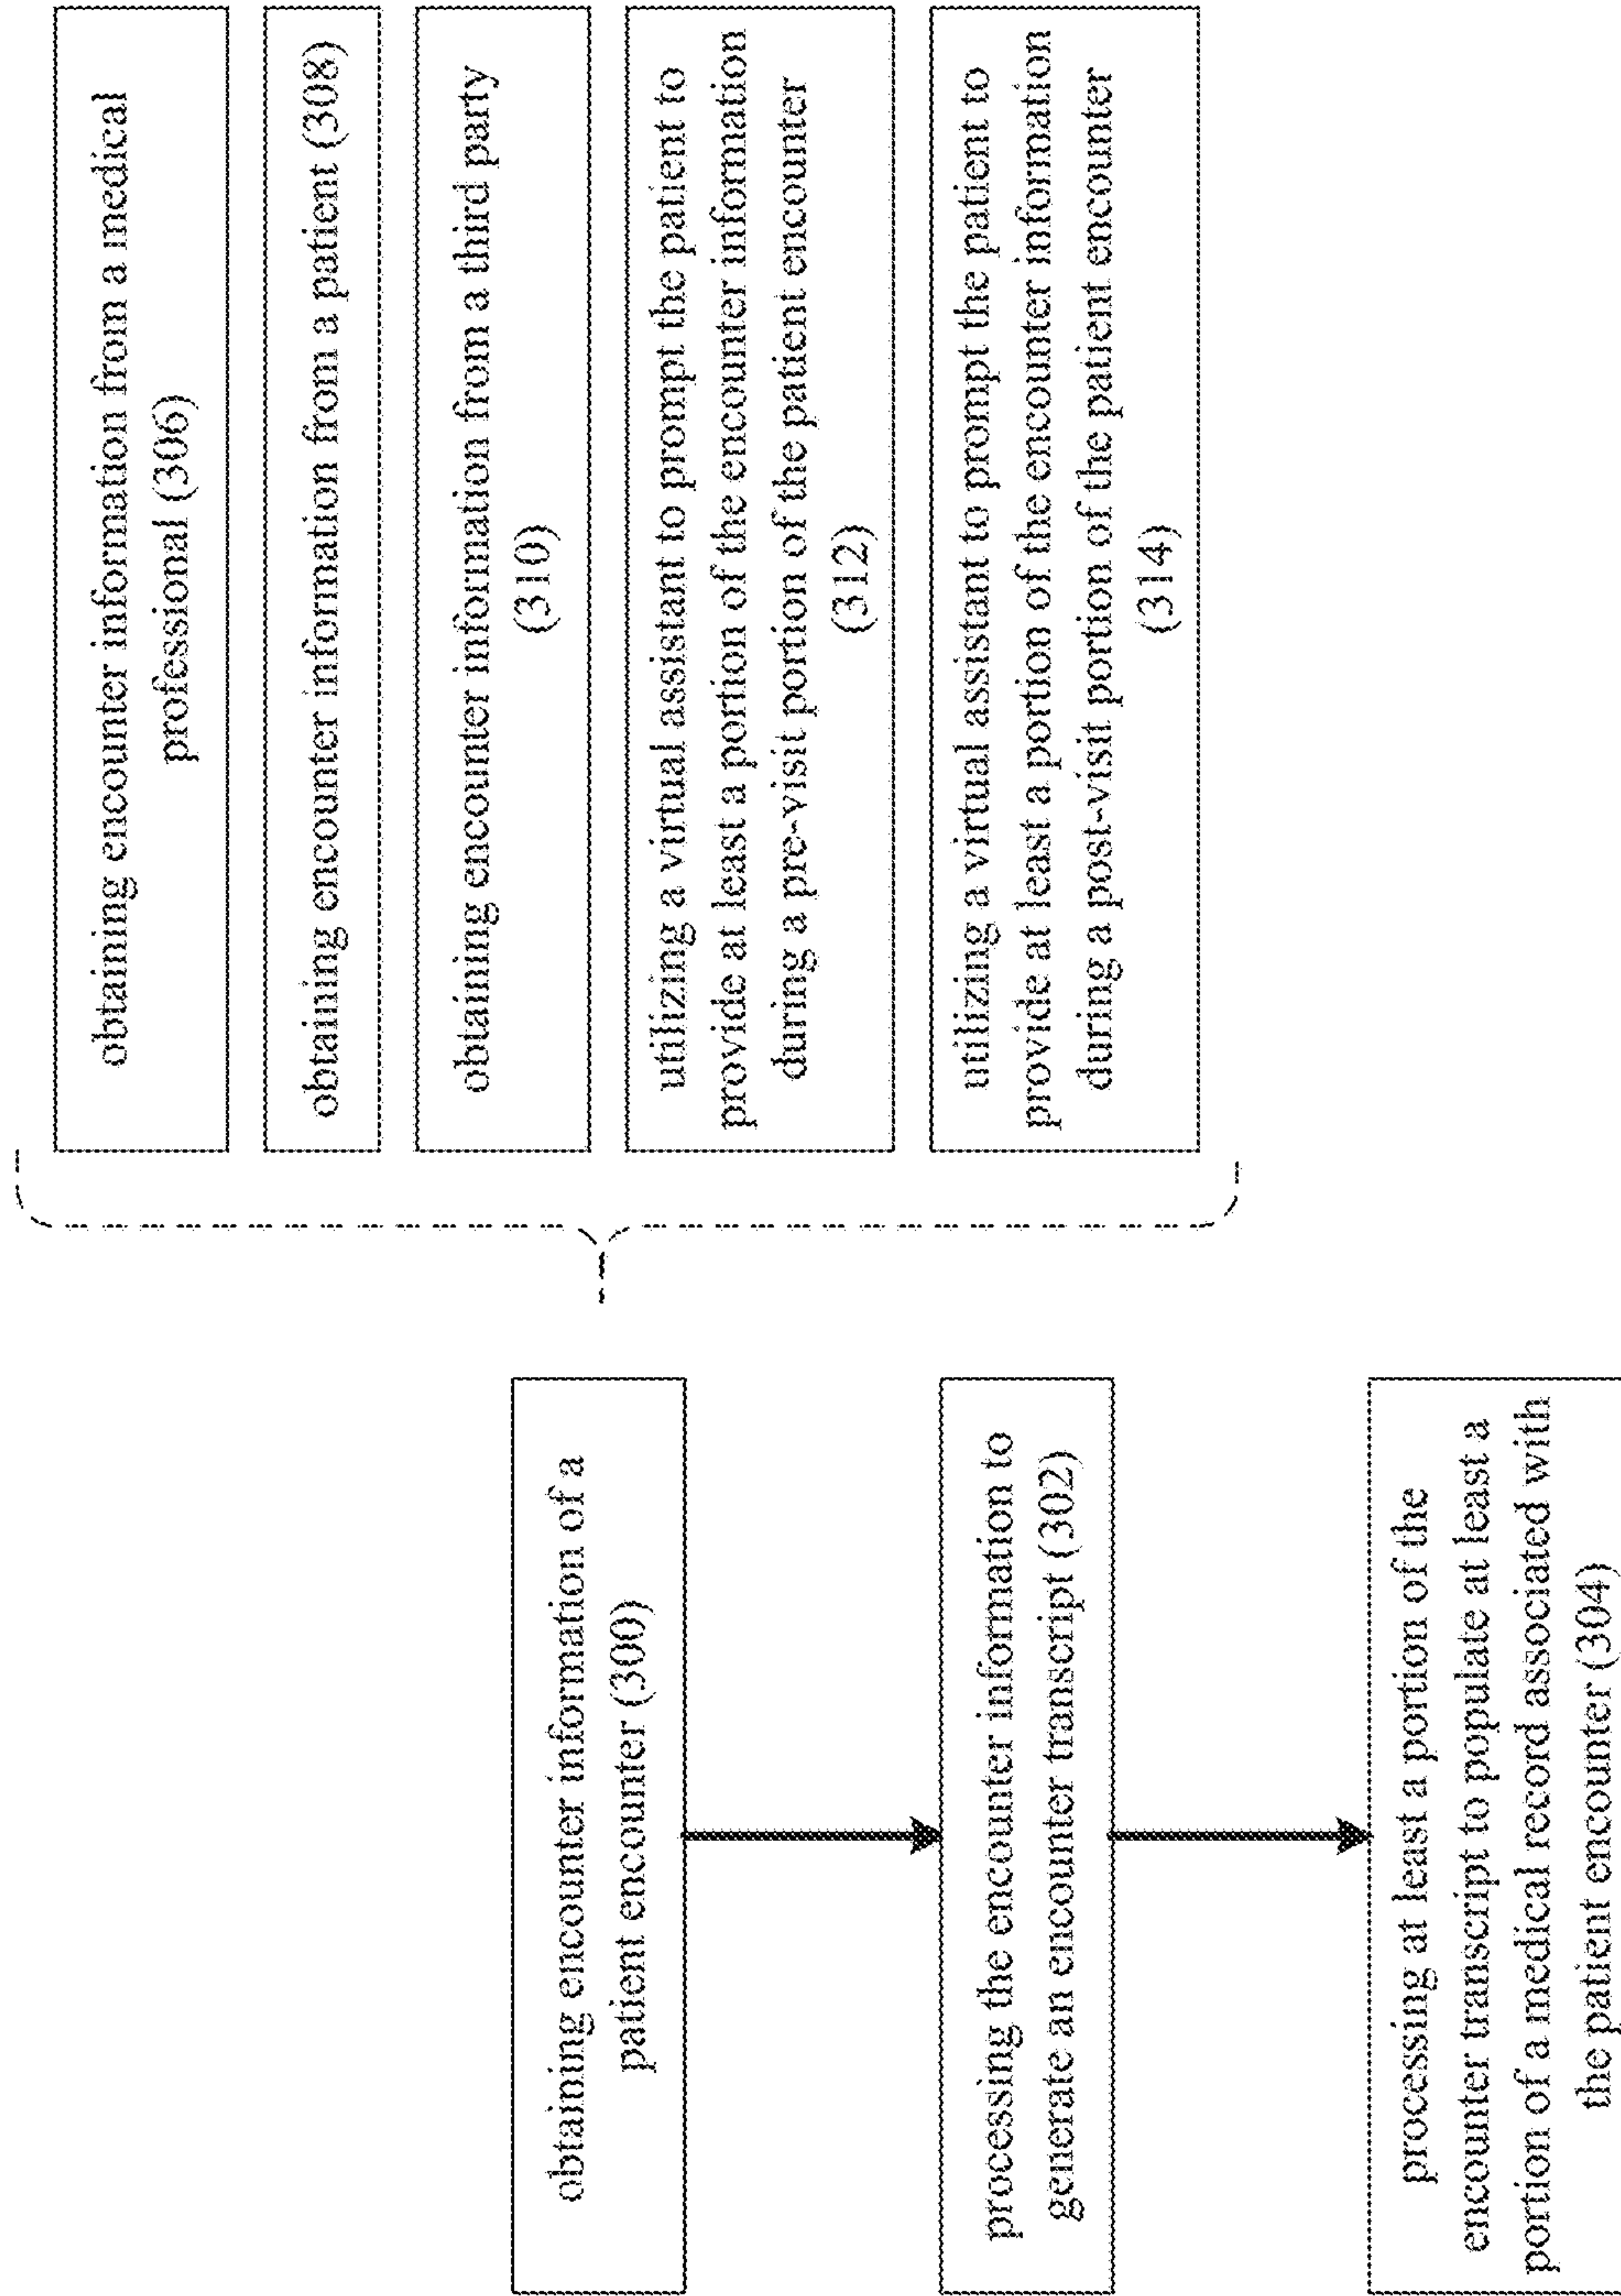 obtaining encounter information of a
patient encounter (300)
processing the encounter information to
generate an encounter transcript (302)
processing at least a portion of the
encounter transcript to populate at least a
portion of a medical record associated with
the patient encounter (304)
obtaining encounter information from a medical
professional (306)
obtaining encounter information from a patient (308)
obtaining encounter information from a third party
(310)
utilizing a virtual assistant to prompt the patient to
provide at least a portion of the encounter information
during a pre-visit portion of the patient encounter
(312)
utilizing a virtual assistant to prompt the patient to
provide at least a portion of the encounter information
during a post-visit portion of the patient encounter
(314)